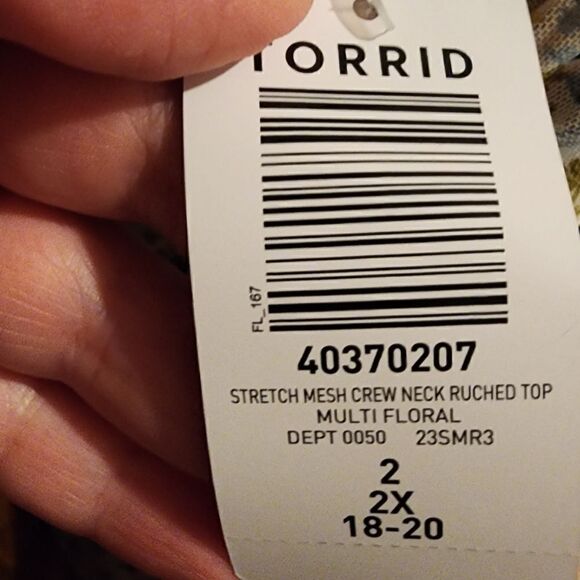 TORRID
FL_167
40370207
STRETCH MESH CREW NECK RUCHED TOP
MULTI FLORAL
DEPT 0050 23SMR3
2
2X
18-20